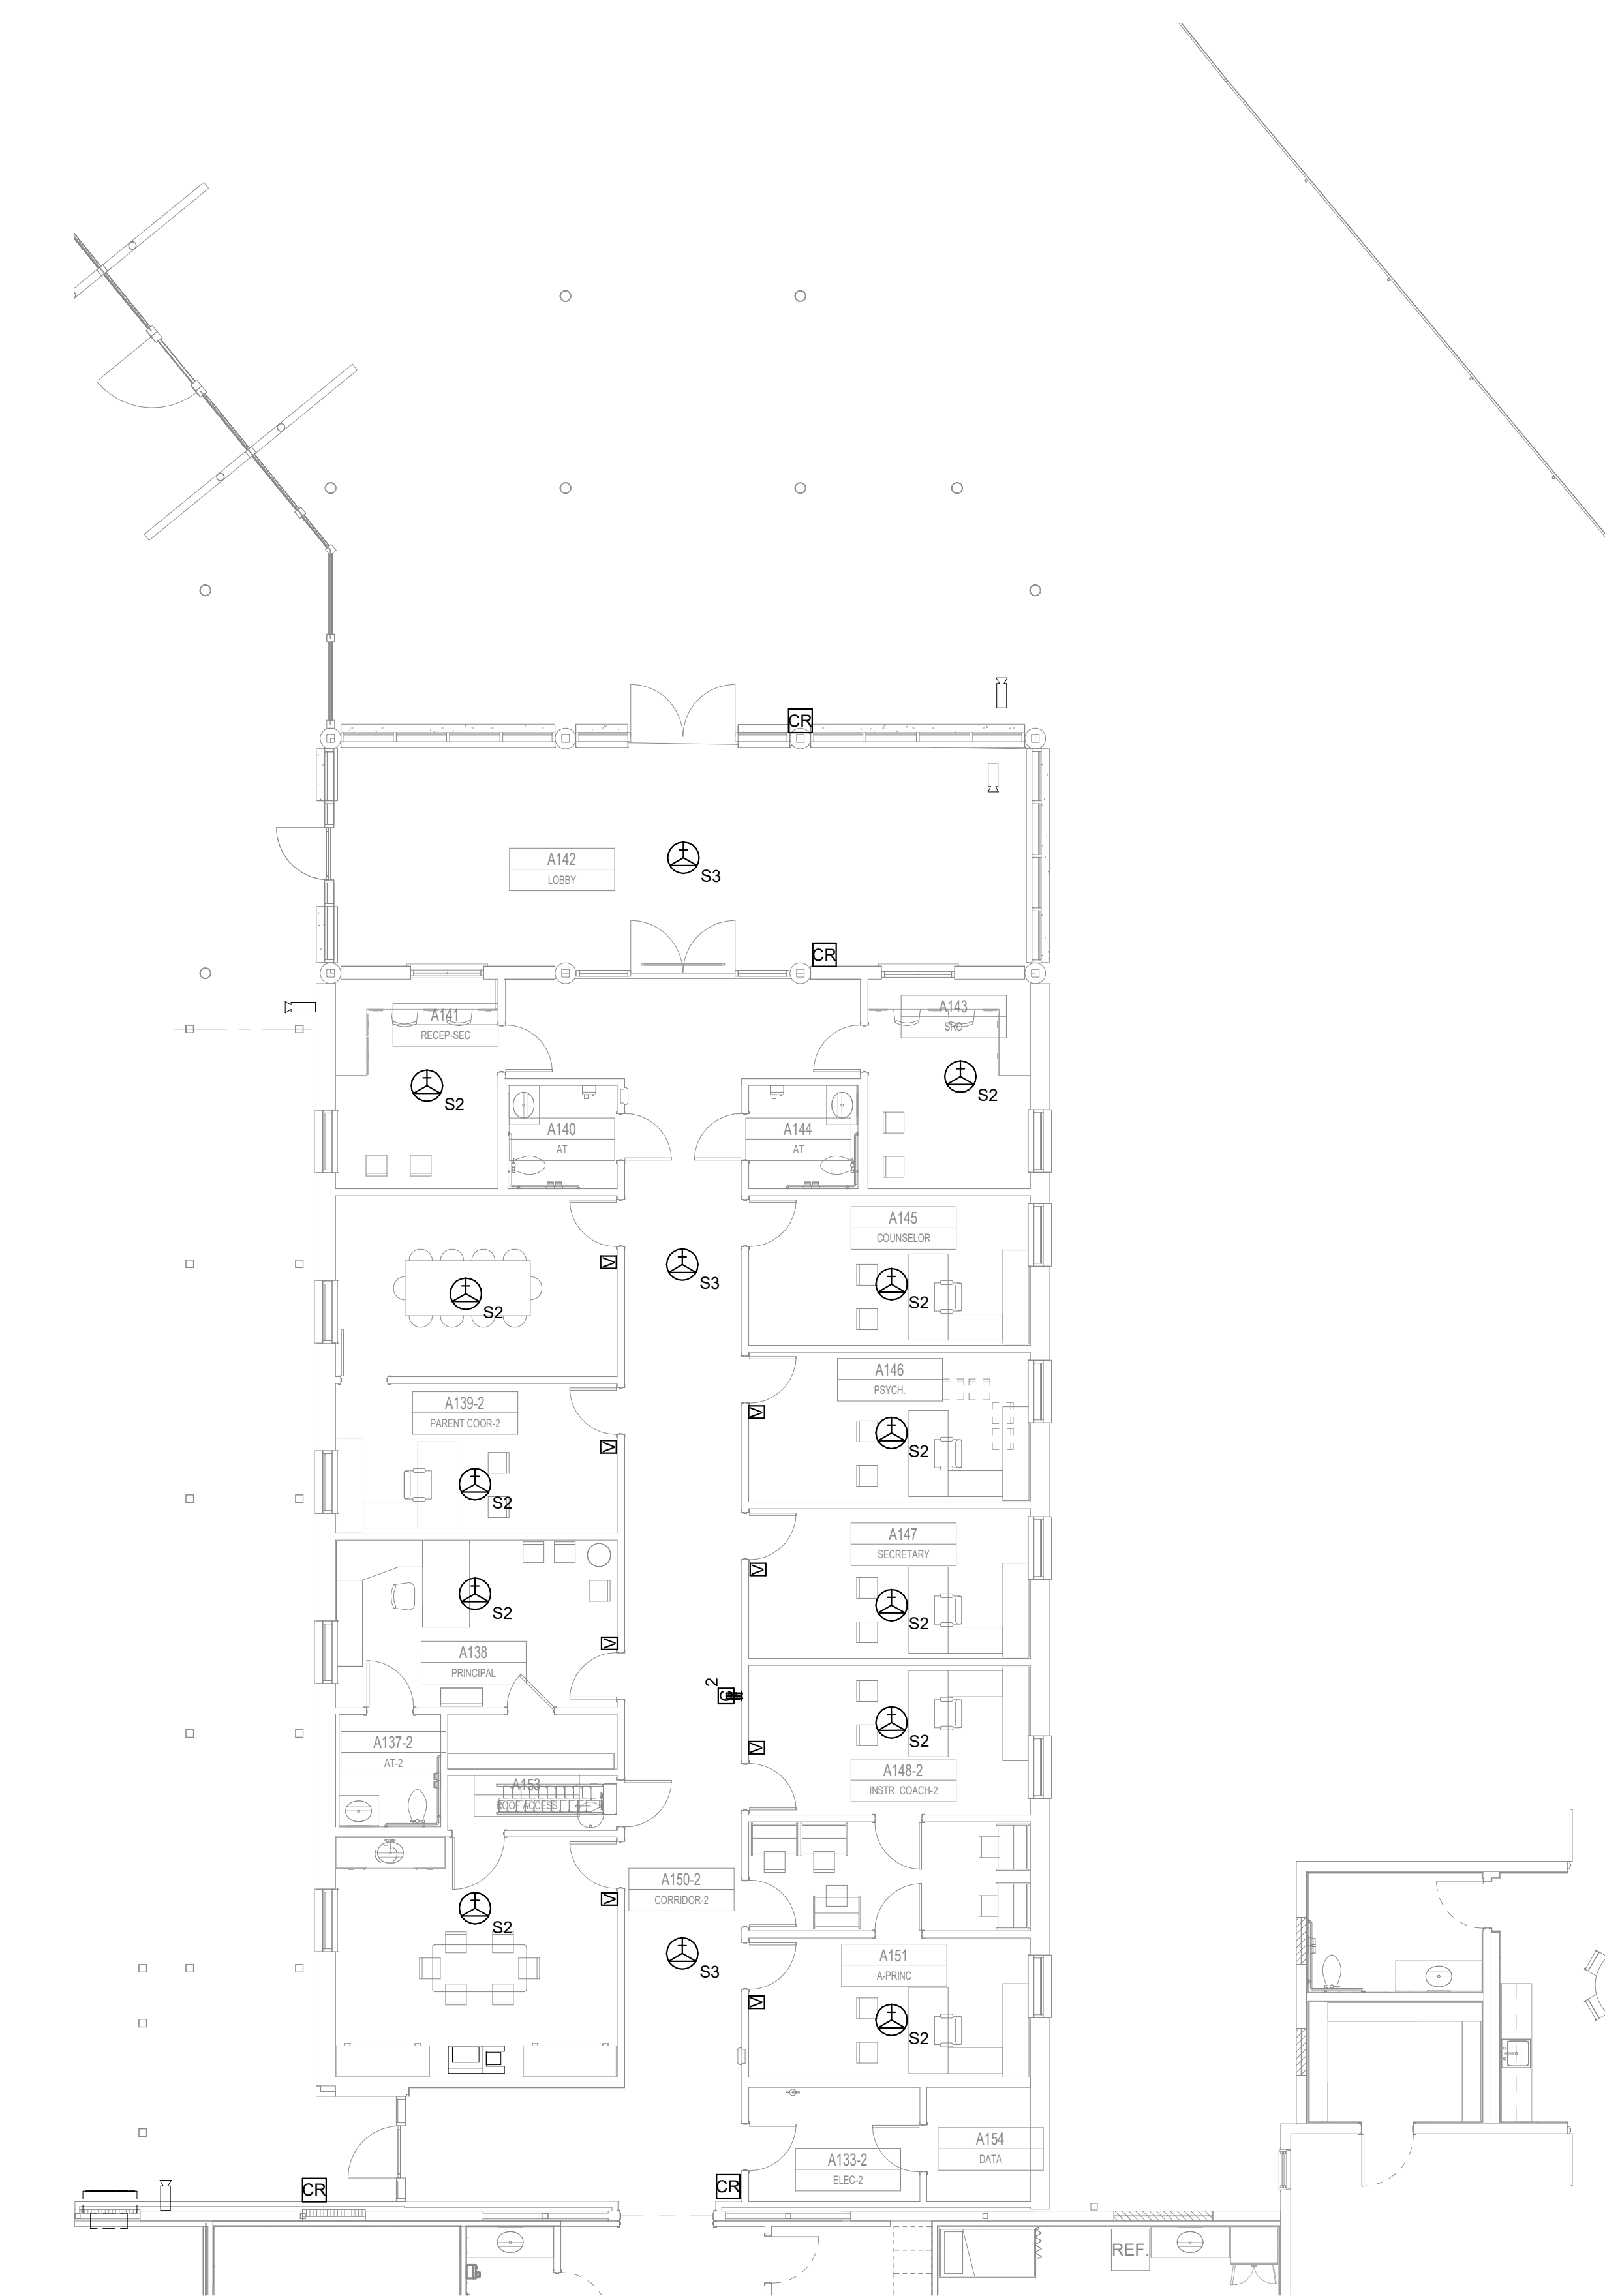 CR
A142
LOBBY
S3
CR
A141
RECEP-SEC
A143
SRO
S2
S2
A140
AT
A144
AT
A145
COUNSELOR
V
S3
S2
S2
A146
PSYCH.
A139-2
PARENT COOR-2
V
V
S2
S2
A147
SECRETARY
V
S2
S2
V
A138
PRINCIPAL
2
S2
A137-2
AT-2
V
A148-2
INSTR. COACH-2
A153
ROOF ACCESS
A150-2
CORRIDOR-2
V
S2
A151
A-PRINC
S3
V
S2
A154
DATA
A133-2
ELEC-2
CR
CR
REF.